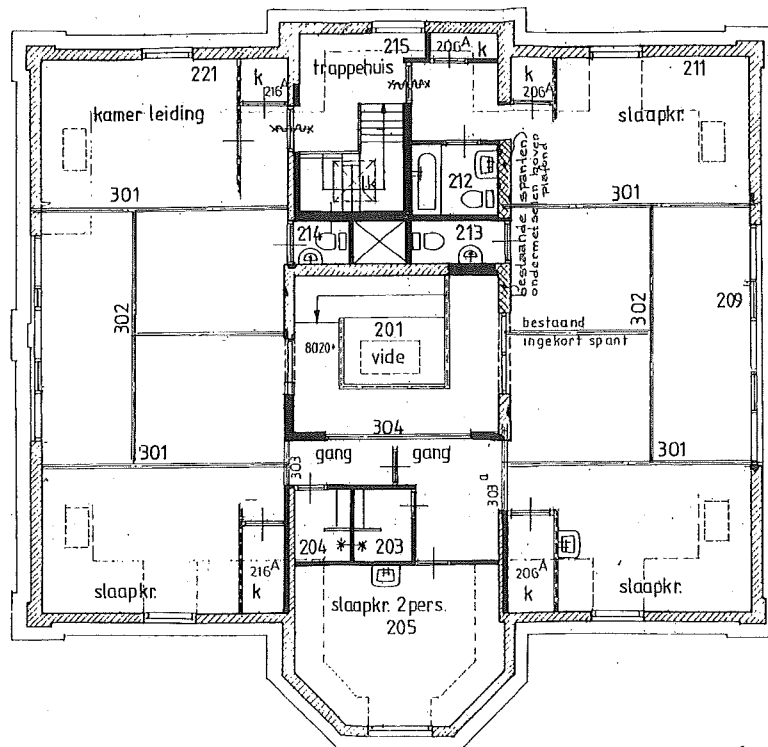 215
206A k
221
k
216A
trappehuis
k
206A
211
kamer leiding
slaapkr.
212
bestaande spanten
ondermetselen boven
plafond
301
301
214
213
302
302
209
201
8020+
vide
bestaand
ingekort spant
304
301
gang
gang
301
303
303a
204
203
216A
k
206A
k
slaapkr.
slaapkr.
slaapkr. 2pers.
205